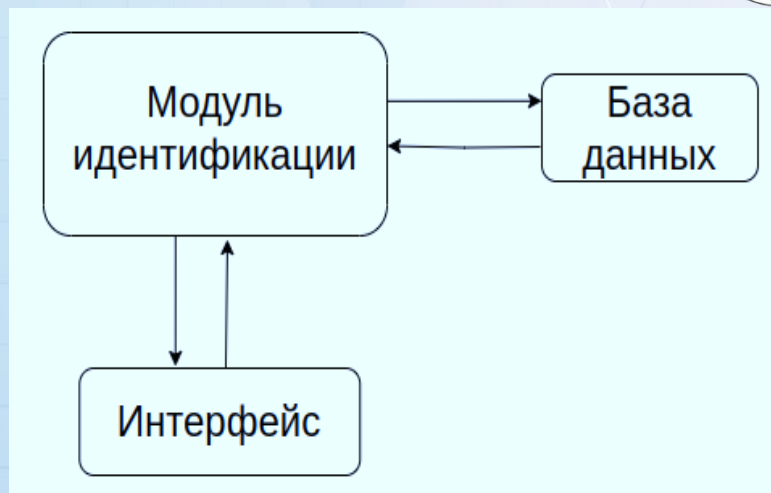 Модуль
идентификации
База
данных
Интерфейс